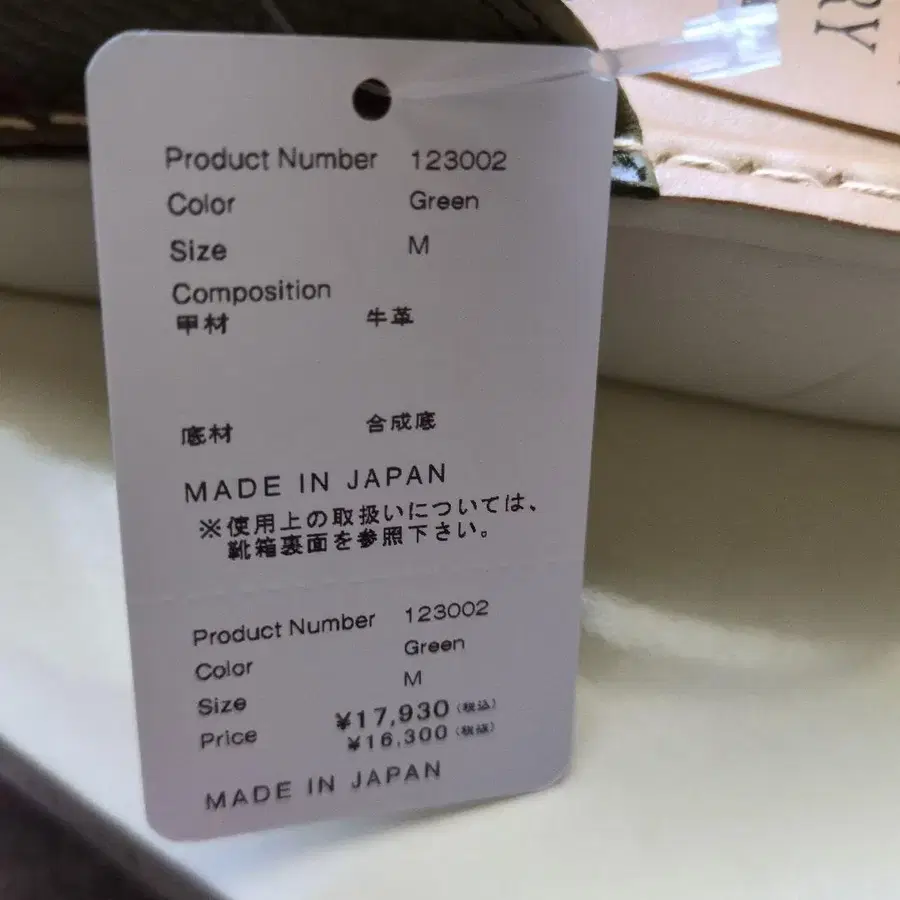 RY
Product Number 123002
Color Green
Size M
Composition
甲材 牛革
底材 合成底
MADE IN JAPAN
※使用上の取扱いについては、
靴箱裏面を参照下さい。
Product Number 123002
Color Green
Size M
Price ¥17,930(税込)
¥16,300(税抜)
MADE IN JAPAN